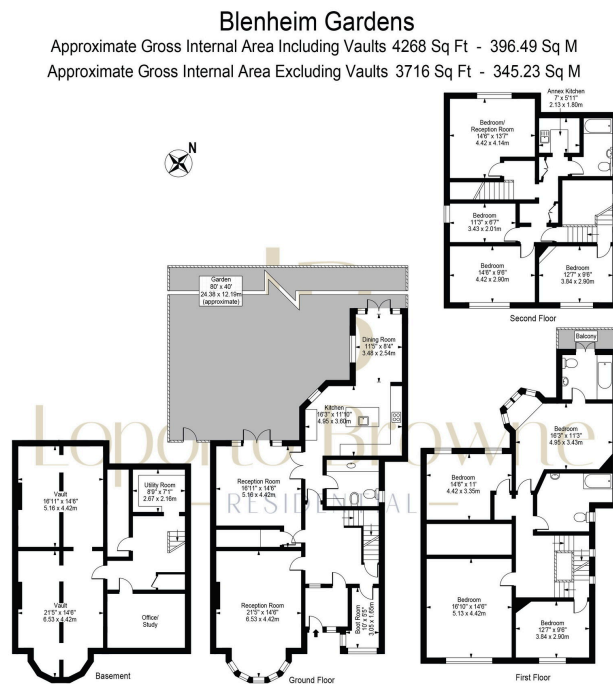 Blenheim Gardens
Approximate Gross Internal Area Including Vaults 4268 Sq Ft - 396.49 Sq M
Approximate Gross Internal Area Excluding Vaults 3716 Sq Ft - 345.23 Sq M
N
Annex Kitchen
7' x 5'11"
2.13 x 1.80m
Bedroom/
Reception Room
14'6" x 13'7"
4.42 x 4.14m
Bedroom
11'3" x 6'7"
3.43 x 2.01m
Bedroom
14'6" x 9'6"
4.42 x 2.90m
Bedroom
12'7" x 9'6"
3.84 x 2.90m
Second Floor
Garden
80' x 40'
24.38 x 12.19m
(approximate)
Dining Room
11'5" x 8'4"
3.48 x 2.54m
Kitchen
16'3" x 11'10"
4.95 x 3.60m
Reception Room
16'11" x 14'6"
5.16 x 4.42m
Reception Room
21'5" x 14'6"
6.53 x 4.42m
Boot Room
10' x 5'5"
3.05 x 1.65m
Ground Floor
Vault
16'11" x 14'6"
5.16 x 4.42m
Utility Room
8'9" x 7'1"
2.67 x 2.16m
Vault
21'5" x 14'6"
6.53 x 4.42m
Office/
Study
Basement
Balcony
Bedroom
16'3" x 11'3"
4.95 x 3.43m
Bedroom
14'6" x 11'
4.42 x 3.35m
Bedroom
16'10" x 14'6"
5.13 x 4.42m
Bedroom
12'7" x 9'6"
3.84 x 2.90m
First Floor
Loporto Browne
RESIDENTIAL